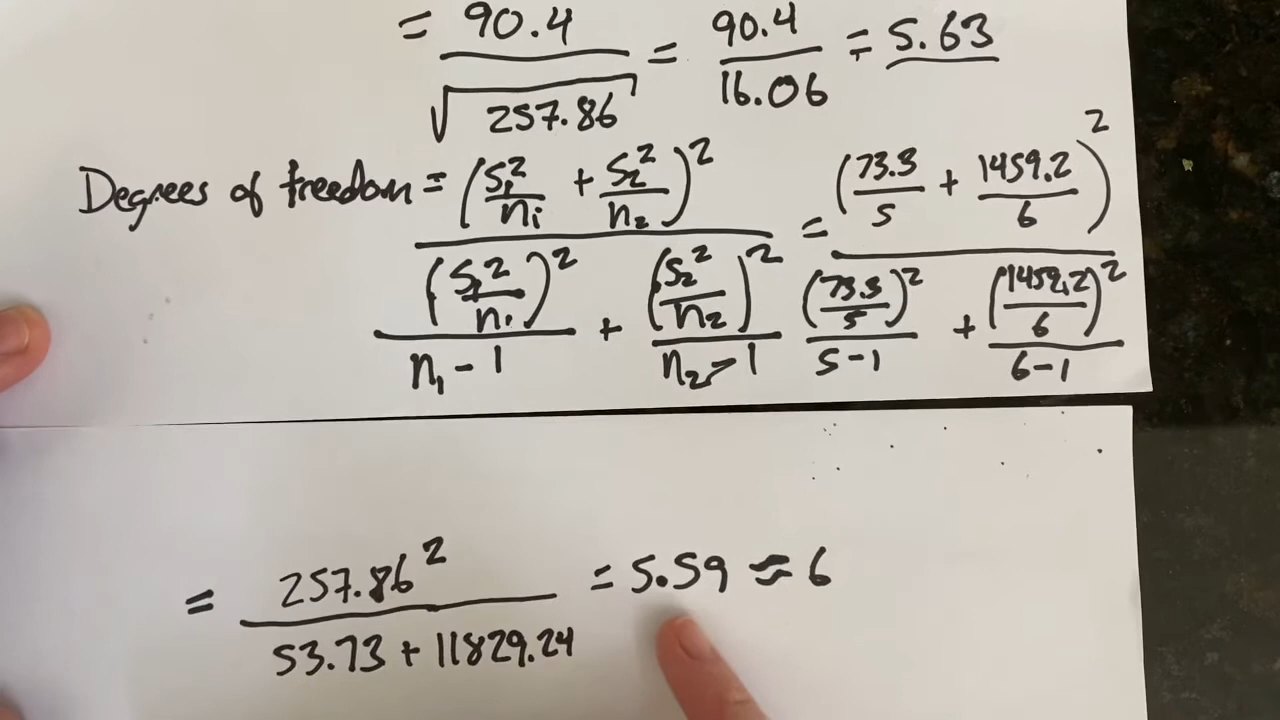 = 90.4 / √257.86 = 90.4 / 16.06 = 5.63
Degrees of freedom = (S₁²/n₁ + S₂²/n₂)² / ((S₁²/n₁)²/(n₁ - 1) + (S₂²/n₂)²/(n₂ - 1)) = (73.3/5 + 1459.2/6)² / ((73.3/5)²/(5-1) + (1459.2/6)²/(6-1))
= 257.86² / (53.73 + 11829.24) = 5.59 ≈ 6